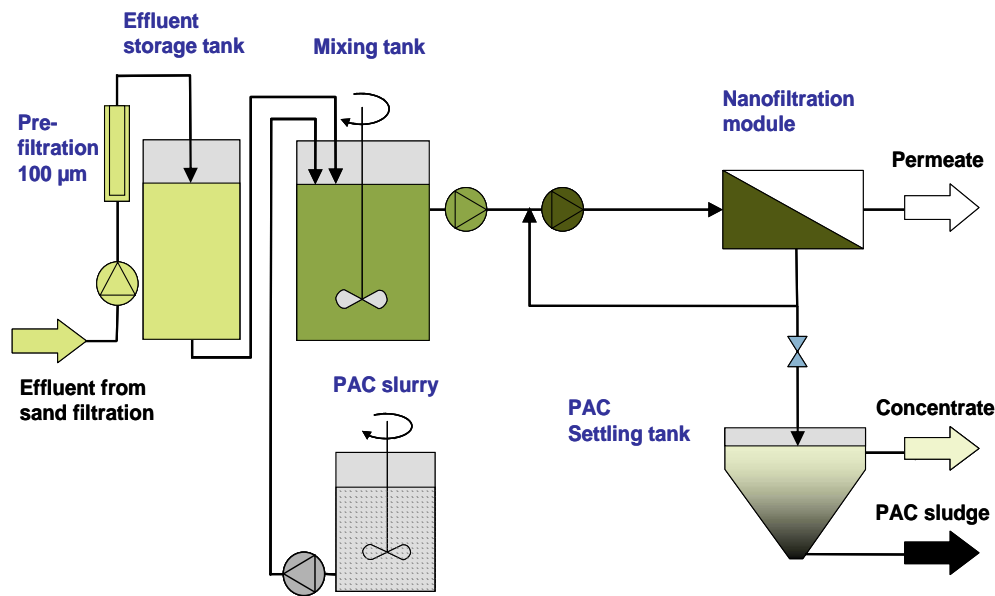 Effluent
storage tank
Mixing tank
Pre-
filtration
100 µm
Nanofiltration
module
Permeate
Effluent from
sand filtration
PAC slurry
PAC
Settling tank
Concentrate
PAC sludge